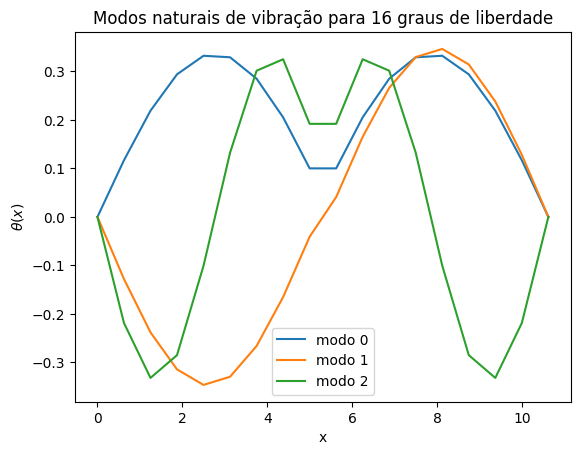 Modos naturais de vibração para 16 graus de liberdade
θ(x)
0.3
0.2
0.1
0.0
−0.1
−0.2
−0.3
modo 0
modo 1
modo 2
0 2 4 6 8 10
x